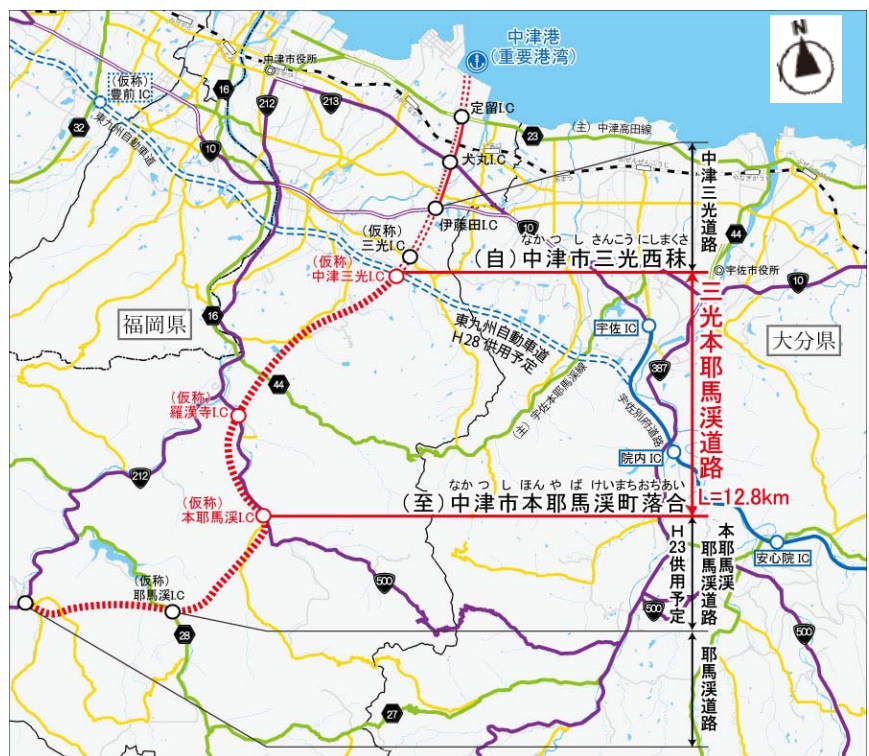 N
中津港
(重要港湾)
中津市役所
(仮称)
豊前IC
16
212
213
定留I.C
32
東九州自動車道
10
23
(主)中津高田線
犬丸I.C
伊藤田I.C
10
中津三光道路
44
(仮称)
三光I.C
なかつし さんこうにしまくさ
(自)中津市三光西秣
宇佐市役所
10
(仮称)
中津三光I.C
福岡県
16
東九州自動車道
H28供用予定
宇佐IC
三光本耶馬渓道路
大分県
44
387
(主)宇佐本耶馬渓線
宇佐別府道路
(仮称)
羅漢寺I.C
院内IC
212
なかつし ほんやばけいまちおちあい
(至)中津市本耶馬渓町落合
L=12.8km
(仮称)
本耶馬渓I.C
本耶馬渓
耶馬渓道路
H23供用予定
安心院IC
500
(仮称)
耶馬渓I.C
500
500
28
耶馬渓道路
27